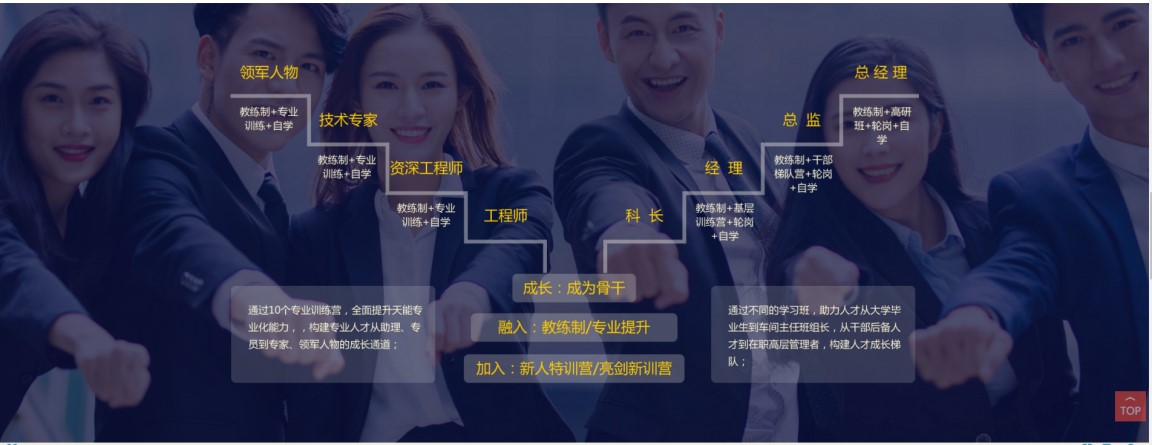 领军人物
教练制+专业
训练+自学
技术专家
教练制+专业
训练+自学
资深工程师
教练制+专业
训练+自学
工程师
总 经 理
教练制+高研
班+轮岗+自
学
总 监
教练制+干部
梯队营+轮岗
+自学
经 理
教练制+基层
训练营+轮岗
+自学
科 长
成长：成为骨干
融入：教练制/专业提升
加入：新人特训营/亮剑新训营
通过10个专业训练营，全面提升天能专
业化能力，，构建专业人才从助理、专
员到专家、领军人物的成长通道；
通过不同的学习班，助力人才从大学毕
业生到车间主任班组长，从干部后备人
才到在职高层管理者，构建人才成长梯
队；
TOP